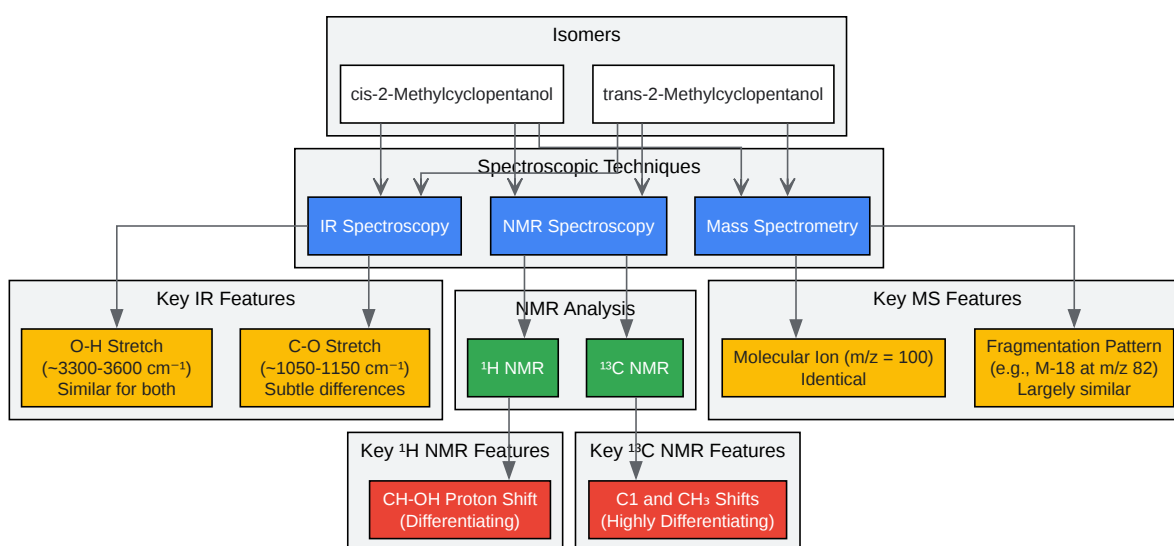 Isomers
cis-2-Methylcyclopentanol
trans-2-Methylcyclopentanol
Spectroscopic Techniques
IR Spectroscopy
NMR Spectroscopy
Mass Spectrometry
Key IR Features
O-H Stretch
(~3300-3600 cm⁻¹)
Similar for both
C-O Stretch
(~1050-1150 cm⁻¹)
Subtle differences
NMR Analysis
¹H NMR
¹³C NMR
Key MS Features
Molecular Ion (m/z = 100)
Identical
Fragmentation Pattern
(e.g., M-18 at m/z 82)
Largely similar
Key ¹H NMR Features
CH-OH Proton Shift
(Differentiating)
Key ¹³C NMR Features
C1 and CH₃ Shifts
(Highly Differentiating)